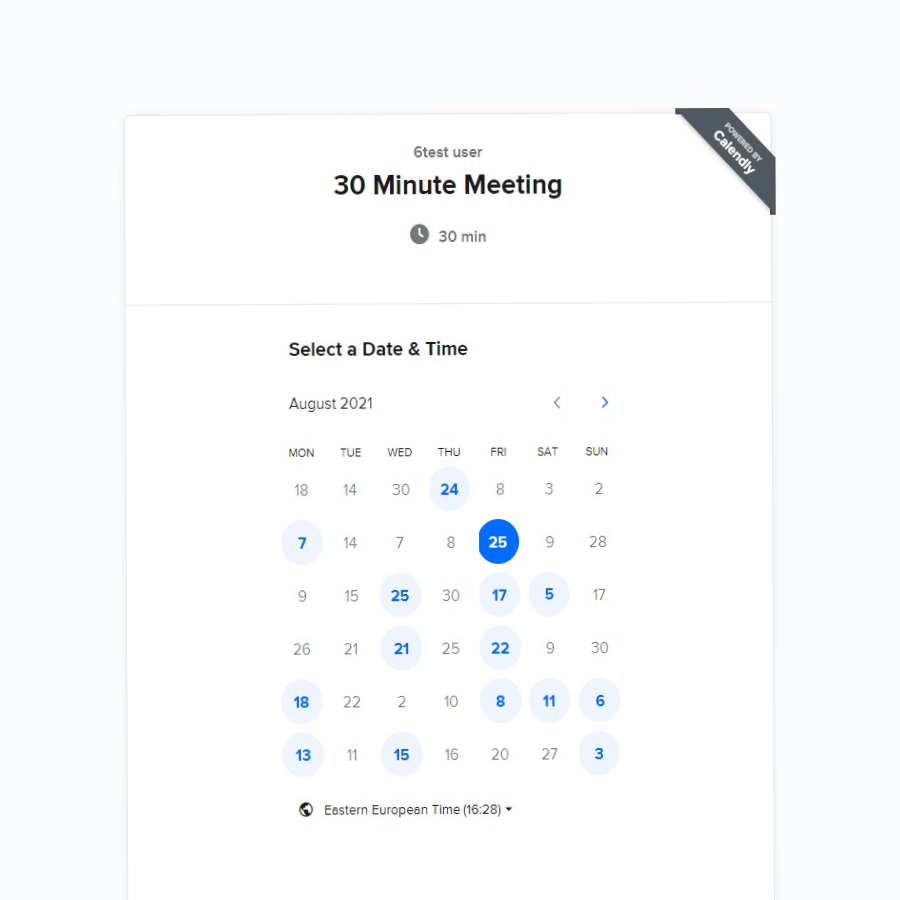 POWERED BY
Calendly
6test user
30 Minute Meeting
30 min
Select a Date & Time
August 2021
MON TUE WED THU FRI SAT SUN
18 14 30 24 8 3 2
7 14 7 8 25 9 28
9 15 25 30 17 5 17
26 21 21 25 22 9 30
18 22 2 10 8 11 6
13 11 15 16 20 27 3
Eastern European Time (16:28)